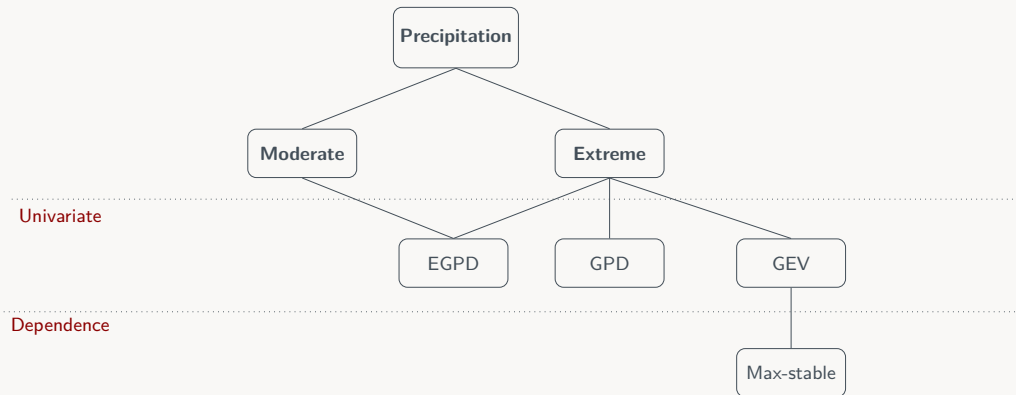 Precipitation
Moderate
Extreme
Univariate
EGPD
GPD
GEV
Dependence
Max-stable